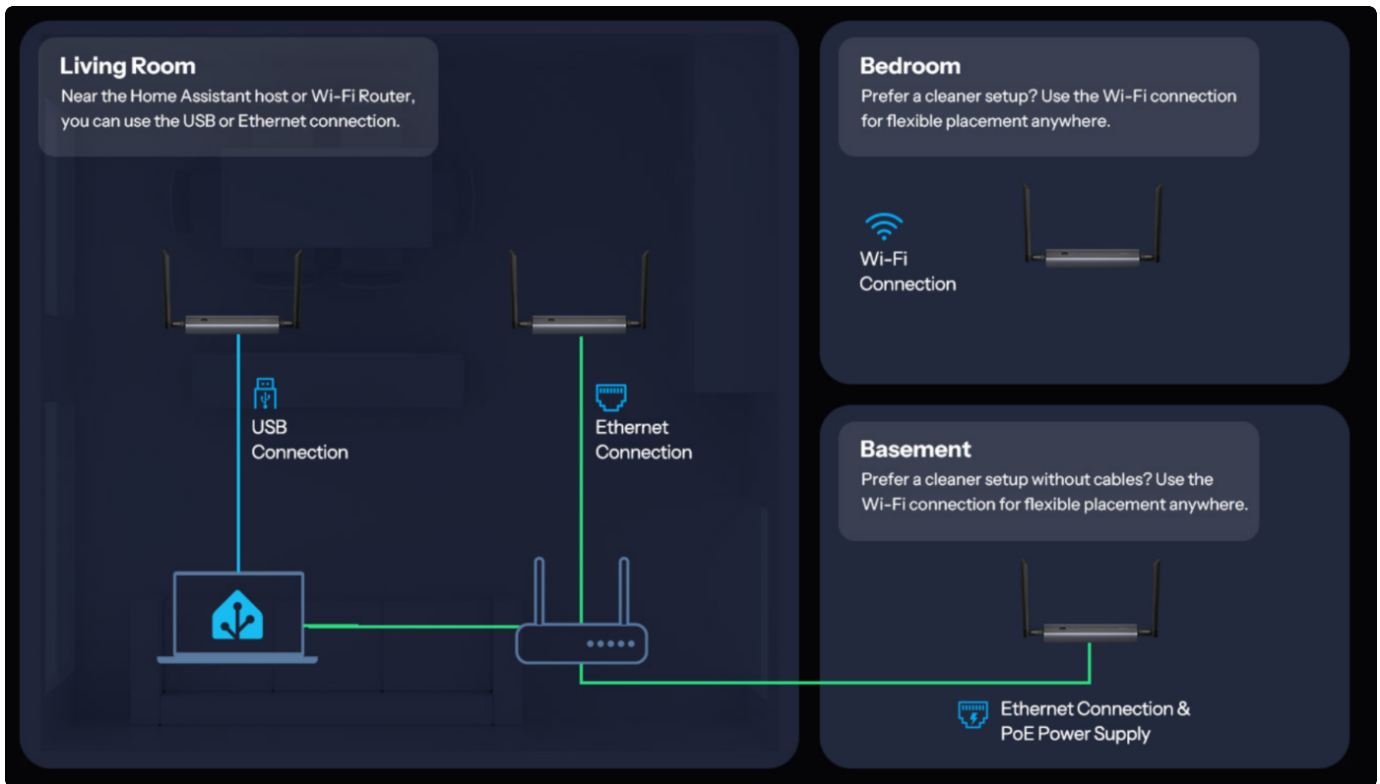 Living Room
Near the Home Assistant host or Wi-Fi Router,
you can use the USB or Ethernet connection.
USB
Connection
Ethernet
Connection
Bedroom
Prefer a cleaner setup? Use the Wi-Fi connection
for flexible placement anywhere.
Wi-Fi
Connection
Basement
Prefer a cleaner setup without cables? Use the
Wi-Fi connection for flexible placement anywhere.
Ethernet Connection &
PoE Power Supply